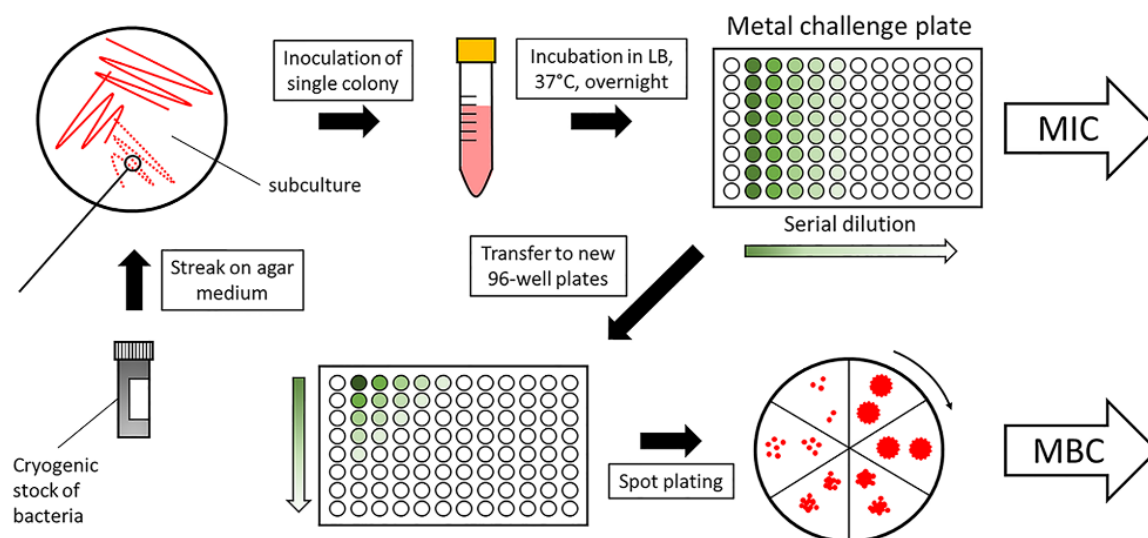 Metal challenge plate
Inoculation of
single colony
Incubation in LB,
37°C, overnight
MIC
subculture
Serial dilution
Streak on agar
medium
Transfer to new
96-well plates
Cryogenic
stock of
bacteria
Spot plating
MBC